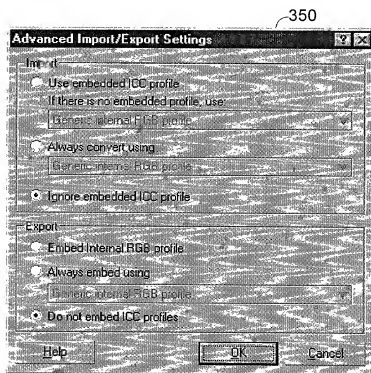 350
Advanced Import/Export Settings
Import
Use embedded ICC profile
If there is no embedded profile, use:
Generic internal RGB profile
Always convert using
Generic internal RGB profile
Ignore embedded ICC profile
Export
Embed Internal RGB profile
Always embed using
Generic internal RGB profile
Do not embed ICC profiles
Help OK Cancel